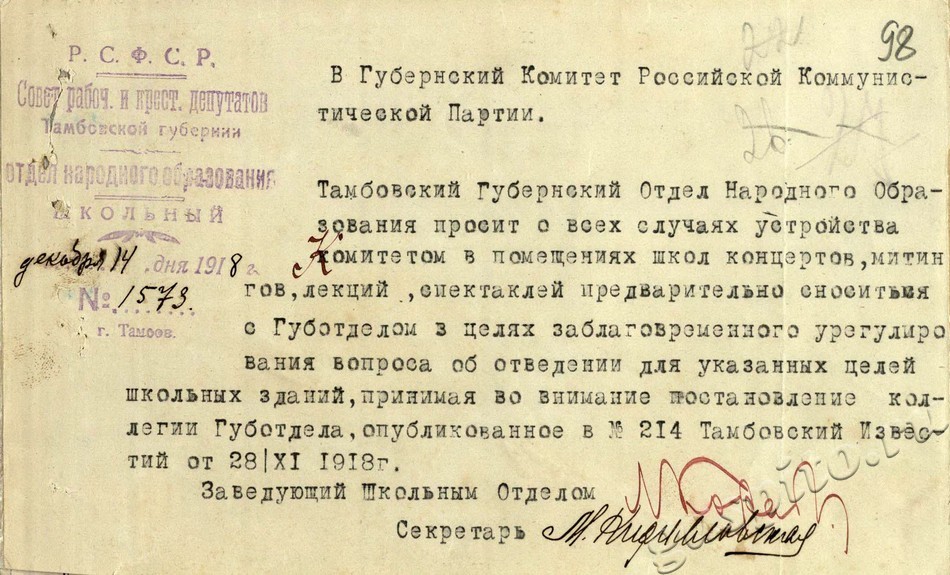 98
Р. С. Ф. С. Р.
Совет рабоч. и крест. депутатов
Тамбовской губернии
отдел народного образования
ШКОЛЬНЫЙ
декабря 14 дня 1918 г.
№ 1573.
г. Тамбов.
В Губернский Комитет Российской Коммунис-
тической Партии.
Тамбовский Губернский Отдел Народного Обра-
зования просит о всех случаях устройства
Комитетом в помещениях школ концертов, митин
гов, лекций , спектаклей предварительно сноситься
с Губотделом в целях заблаговременного урегулиро
вания вопроса об отведении для указанных целей
школьных зданий, принимая во внимание постановление кол-
легии Губотдела, опубликованное в № 214 Тамбовский Извес-
тий от 28|XI 1918г.
Заведующий Школьным Отделом
Секретарь М.